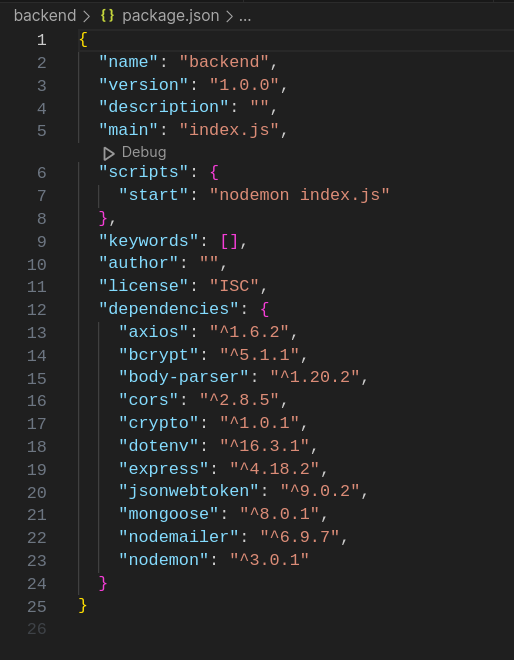 backend > {} package.json > ...
1 {
2 "name": "backend",
3 "version": "1.0.0",
4 "description": "",
5 "main": "index.js",
Debug
6 "scripts": {
7 "start": "nodemon index.js"
8 },
9 "keywords": [],
10 "author": "",
11 "license": "ISC",
12 "dependencies": {
13 "axios": "^1.6.2",
14 "bcrypt": "^5.1.1",
15 "body-parser": "^1.20.2",
16 "cors": "^2.8.5",
17 "crypto": "^1.0.1",
18 "dotenv": "^16.3.1",
19 "express": "^4.18.2",
20 "jsonwebtoken": "^9.0.2",
21 "mongoose": "^8.0.1",
22 "nodemailer": "^6.9.7",
23 "nodemon": "^3.0.1"
24 }
25 }
26